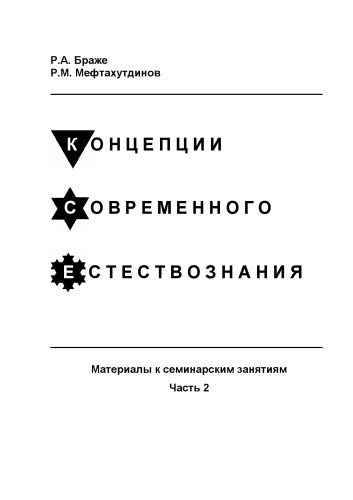 Р.А. Браже
Р.М. Мефтахутдинов
КОНЦЕПЦИИ
СОВРЕМЕННОГО
ЕСТЕСТВОЗНАНИЯ
Материалы к семинарским занятиям
Часть 2